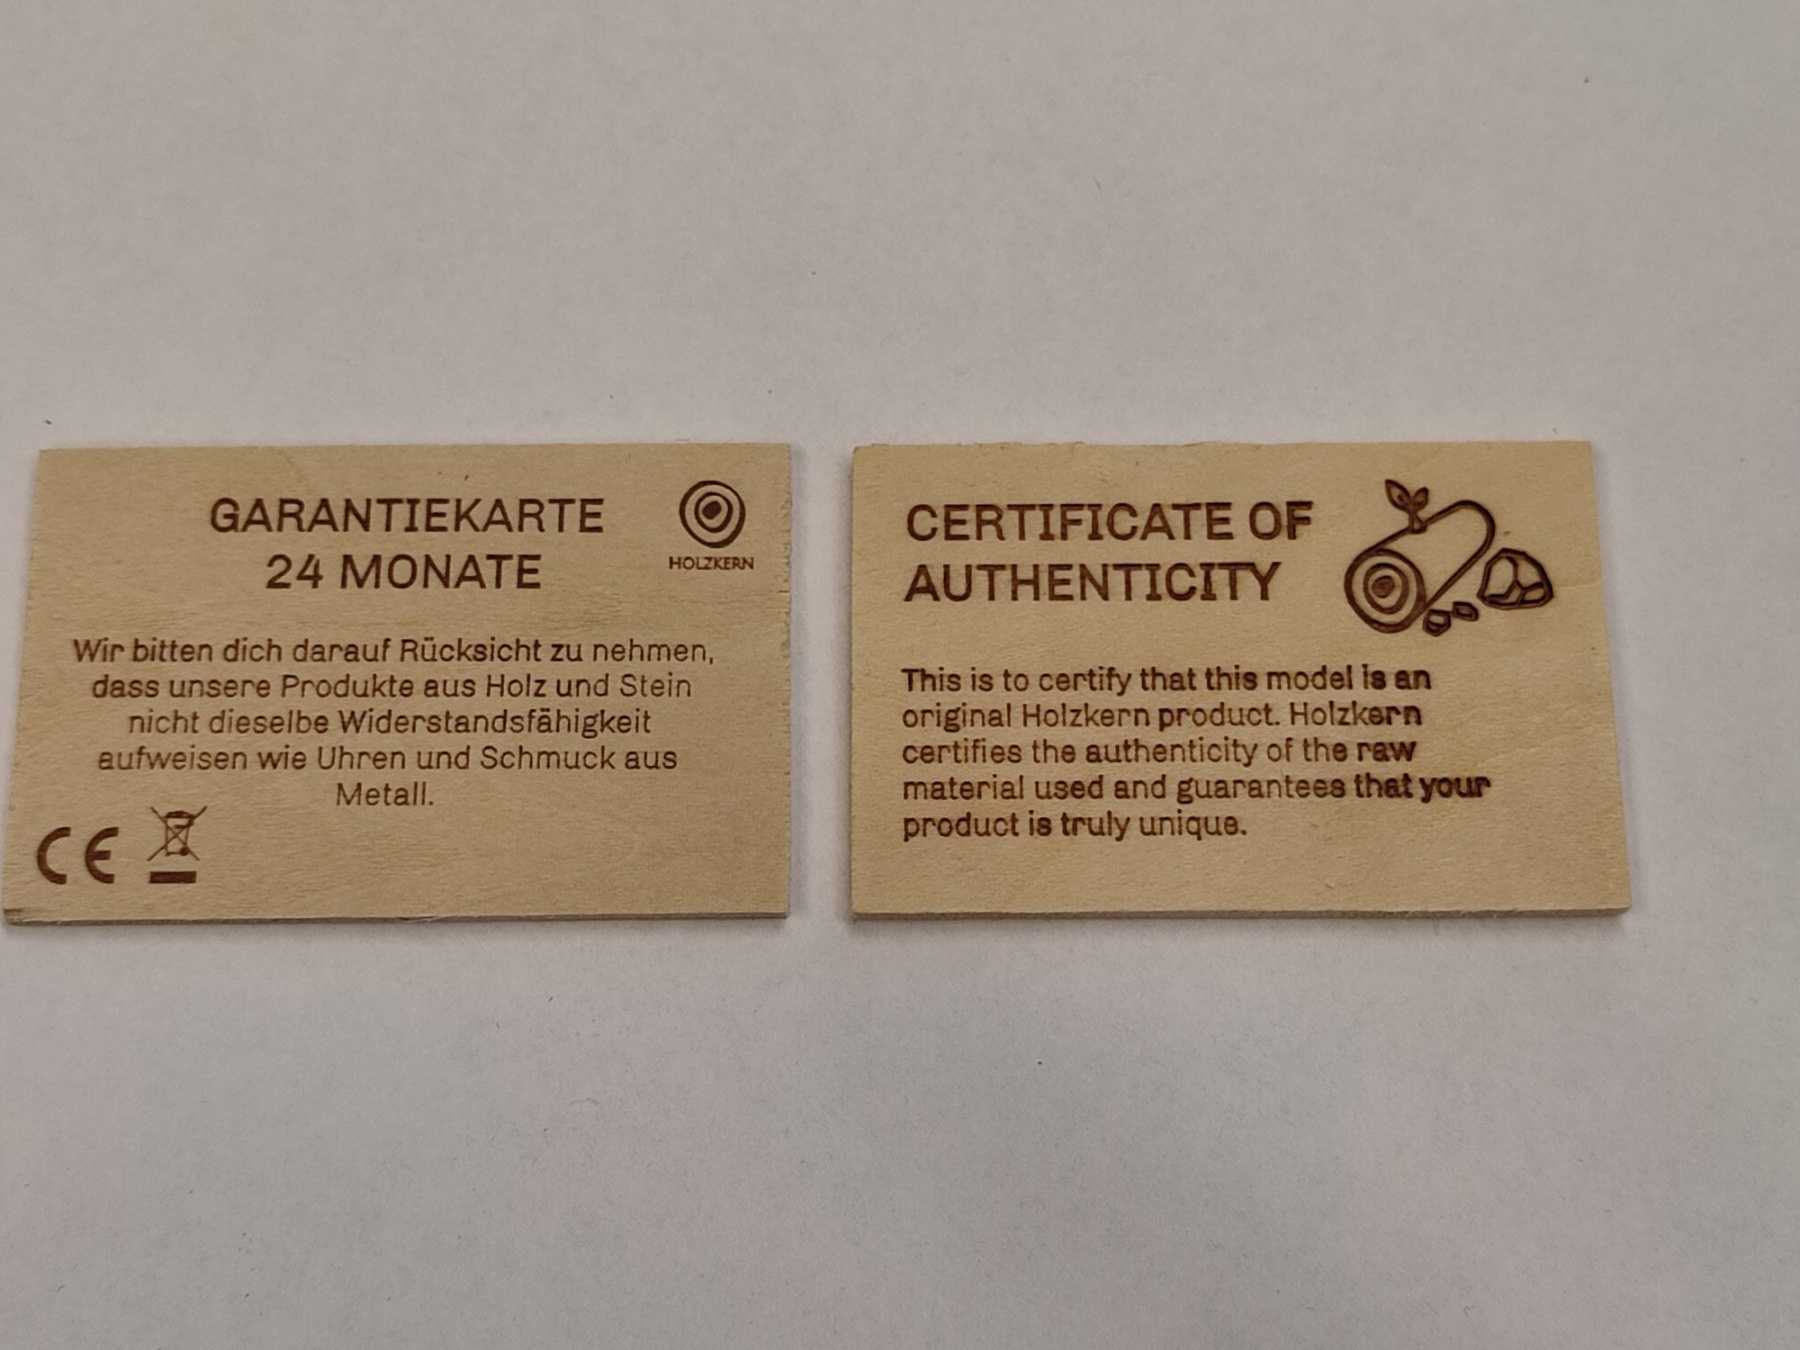 GARANTIEKARTE
24 MONATE
HOLZKERN
Wir bitten dich darauf Rücksicht zu nehmen,
dass unsere Produkte aus Holz und Stein
nicht dieselbe Widerstandsfähigkeit
aufweisen wie Uhren und Schmuck aus
Metall.
CE
CERTIFICATE OF
AUTHENTICITY
This is to certify that this model is an
original Holzkern product. Holzkern
certifies the authenticity of the raw
material used and guarantees that your
product is truly unique.